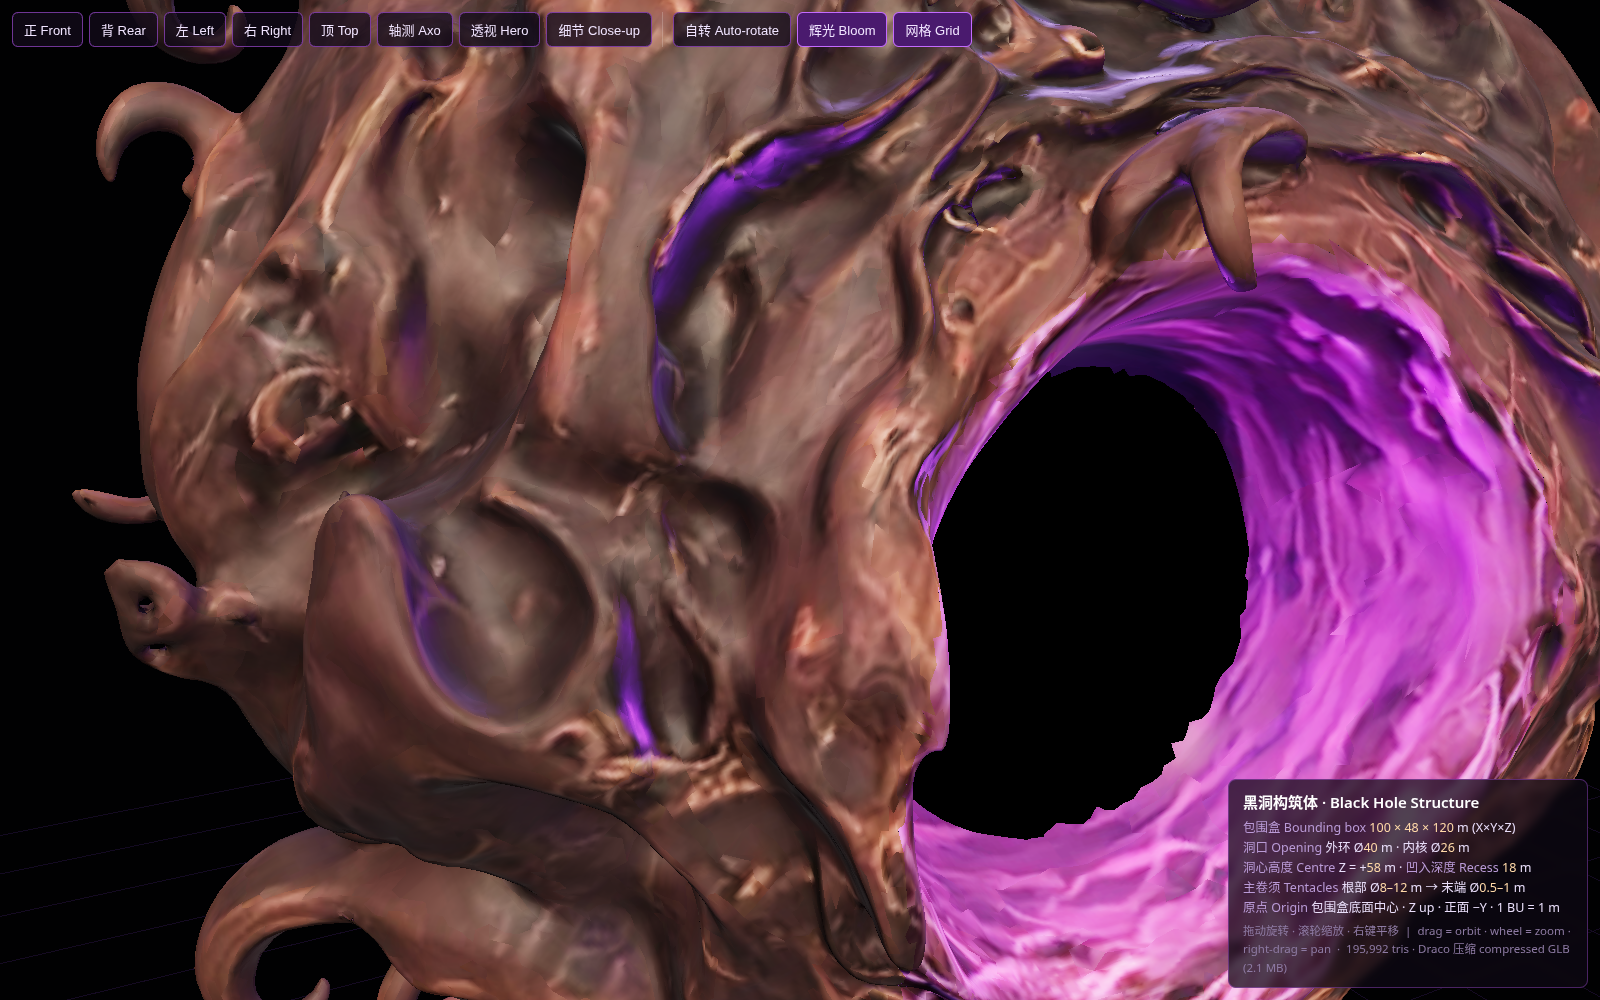 正 Front 背 Rear 左 Left 右 Right 顶 Top 轴测 Axo 透视 Hero 细节 Close-up 自转 Auto-rotate 辉光 Bloom 网格 Grid
黑洞构筑体 · Black Hole Structure
包围盒 Bounding box 100 × 48 × 120 m (X×Y×Z)
洞口 Opening 外环 Ø40 m · 内核 Ø26 m
洞心高度 Centre Z = +58 m · 凹入深度 Recess 18 m
主卷须 Tentacles 根部 Ø8–12 m → 末端 Ø0.5–1 m
原点 Origin 包围盒底面中心 · Z up · 正面 −Y · 1 BU = 1 m
拖动旋转 · 滚轮缩放 · 右键平移 | drag = orbit · wheel = zoom ·
right-drag = pan · 195,992 tris · Draco 压缩 compressed GLB
(2.1 MB)